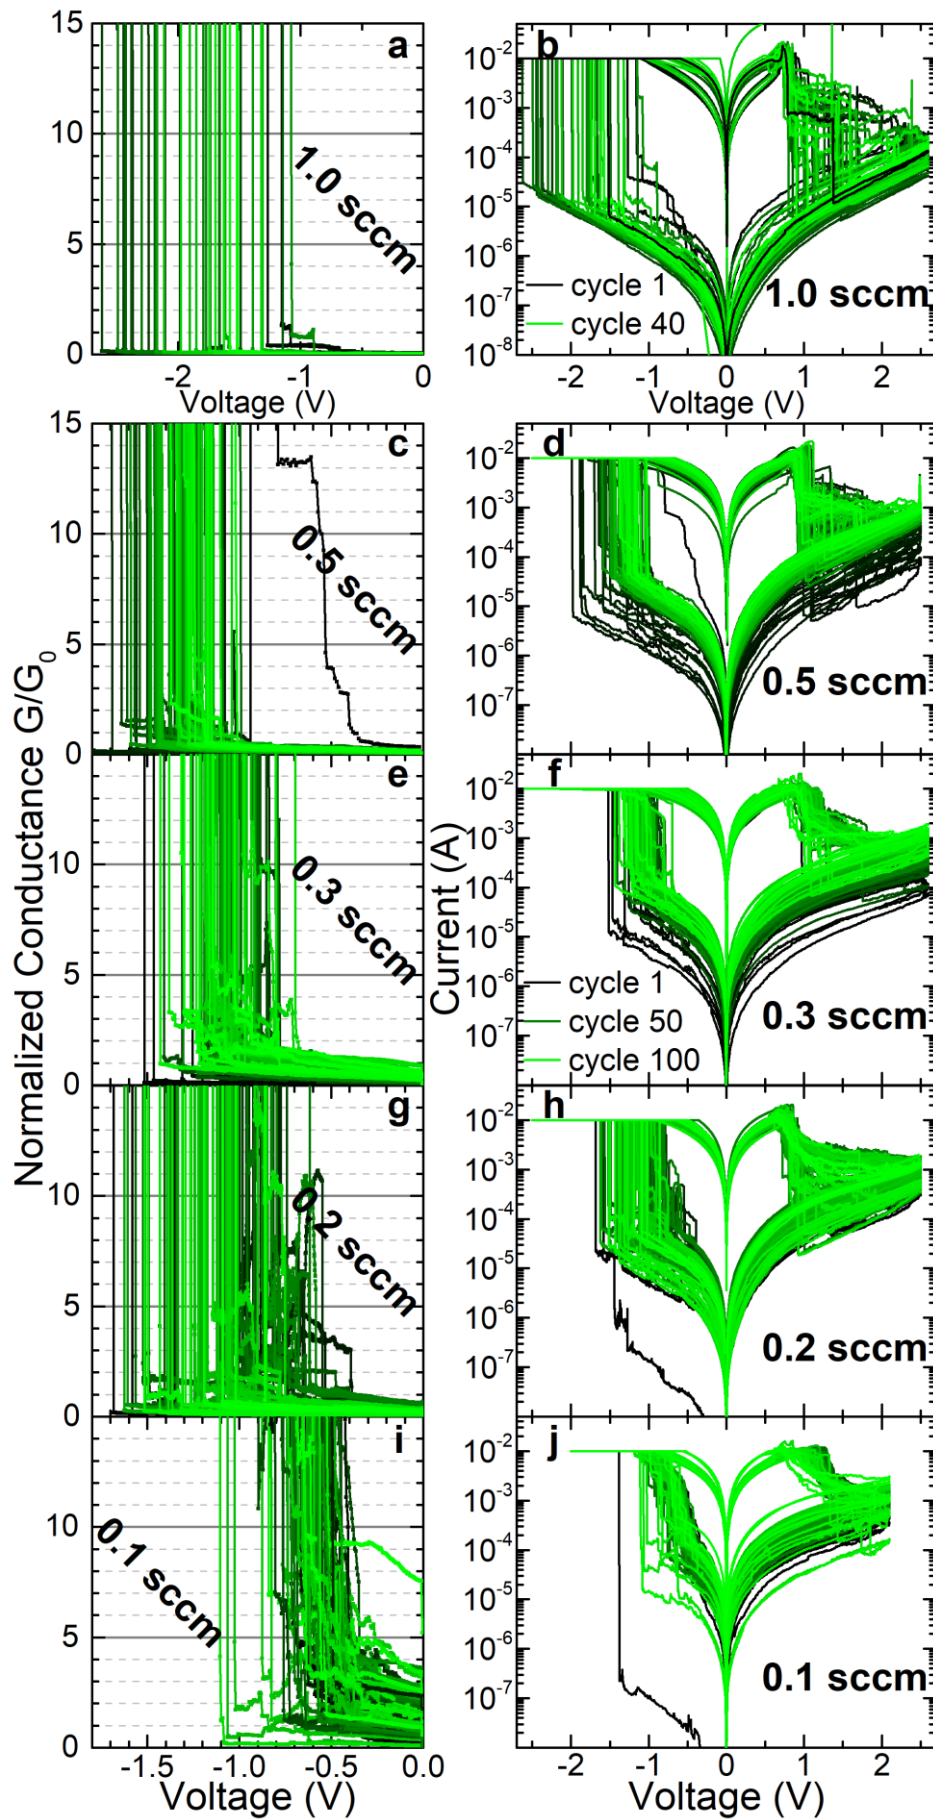 15
10
5
0
a
1.0 sccm
-2
-1
0
Voltage (V)
b
10⁻²
10⁻³
10⁻⁴
10⁻⁵
10⁻⁶
10⁻⁷
10⁻⁸
cycle 1
cycle 40
1.0 sccm
-2
-1
0
1
2
Voltage (V)
Normalized Conductance G/G₀
15
10
5
0
c
0.5 sccm
Current (A)
d
10⁻²
10⁻³
10⁻⁴
10⁻⁵
10⁻⁶
10⁻⁷
0.5 sccm
e
10
5
0
0.3 sccm
f
10⁻²
10⁻³
10⁻⁴
10⁻⁵
10⁻⁶
10⁻⁷
cycle 1
cycle 50
cycle 100
0.3 sccm
g
10
5
0
0.2 sccm
h
10⁻²
10⁻³
10⁻⁴
10⁻⁵
10⁻⁶
10⁻⁷
0.2 sccm
i
10
5
0
0.1 sccm
-1.5
-1.0
-0.5
0.0
Voltage (V)
j
10⁻²
10⁻³
10⁻⁴
10⁻⁵
10⁻⁶
10⁻⁷
0.1 sccm
-2
-1
0
1
2
Voltage (V)